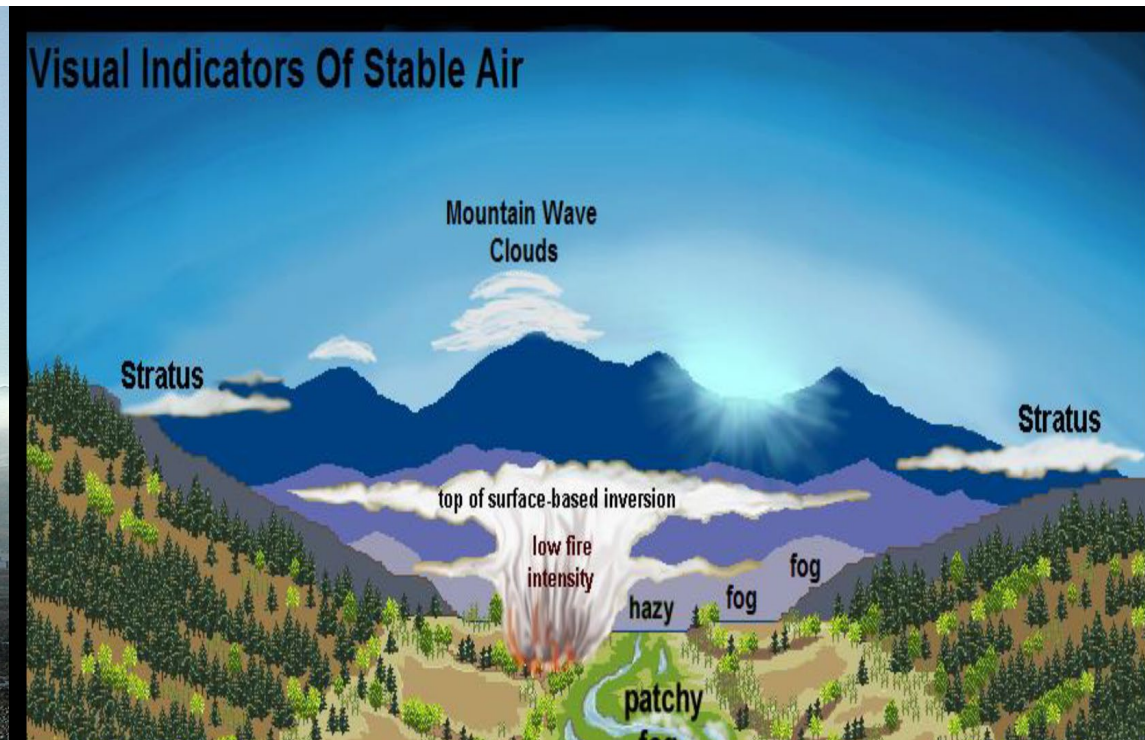 Visual Indicators Of Stable Air
Mountain Wave
Clouds
Stratus
Stratus
top of surface-based inversion
low fire
intensity
fog
fog
hazy
patchy
fog